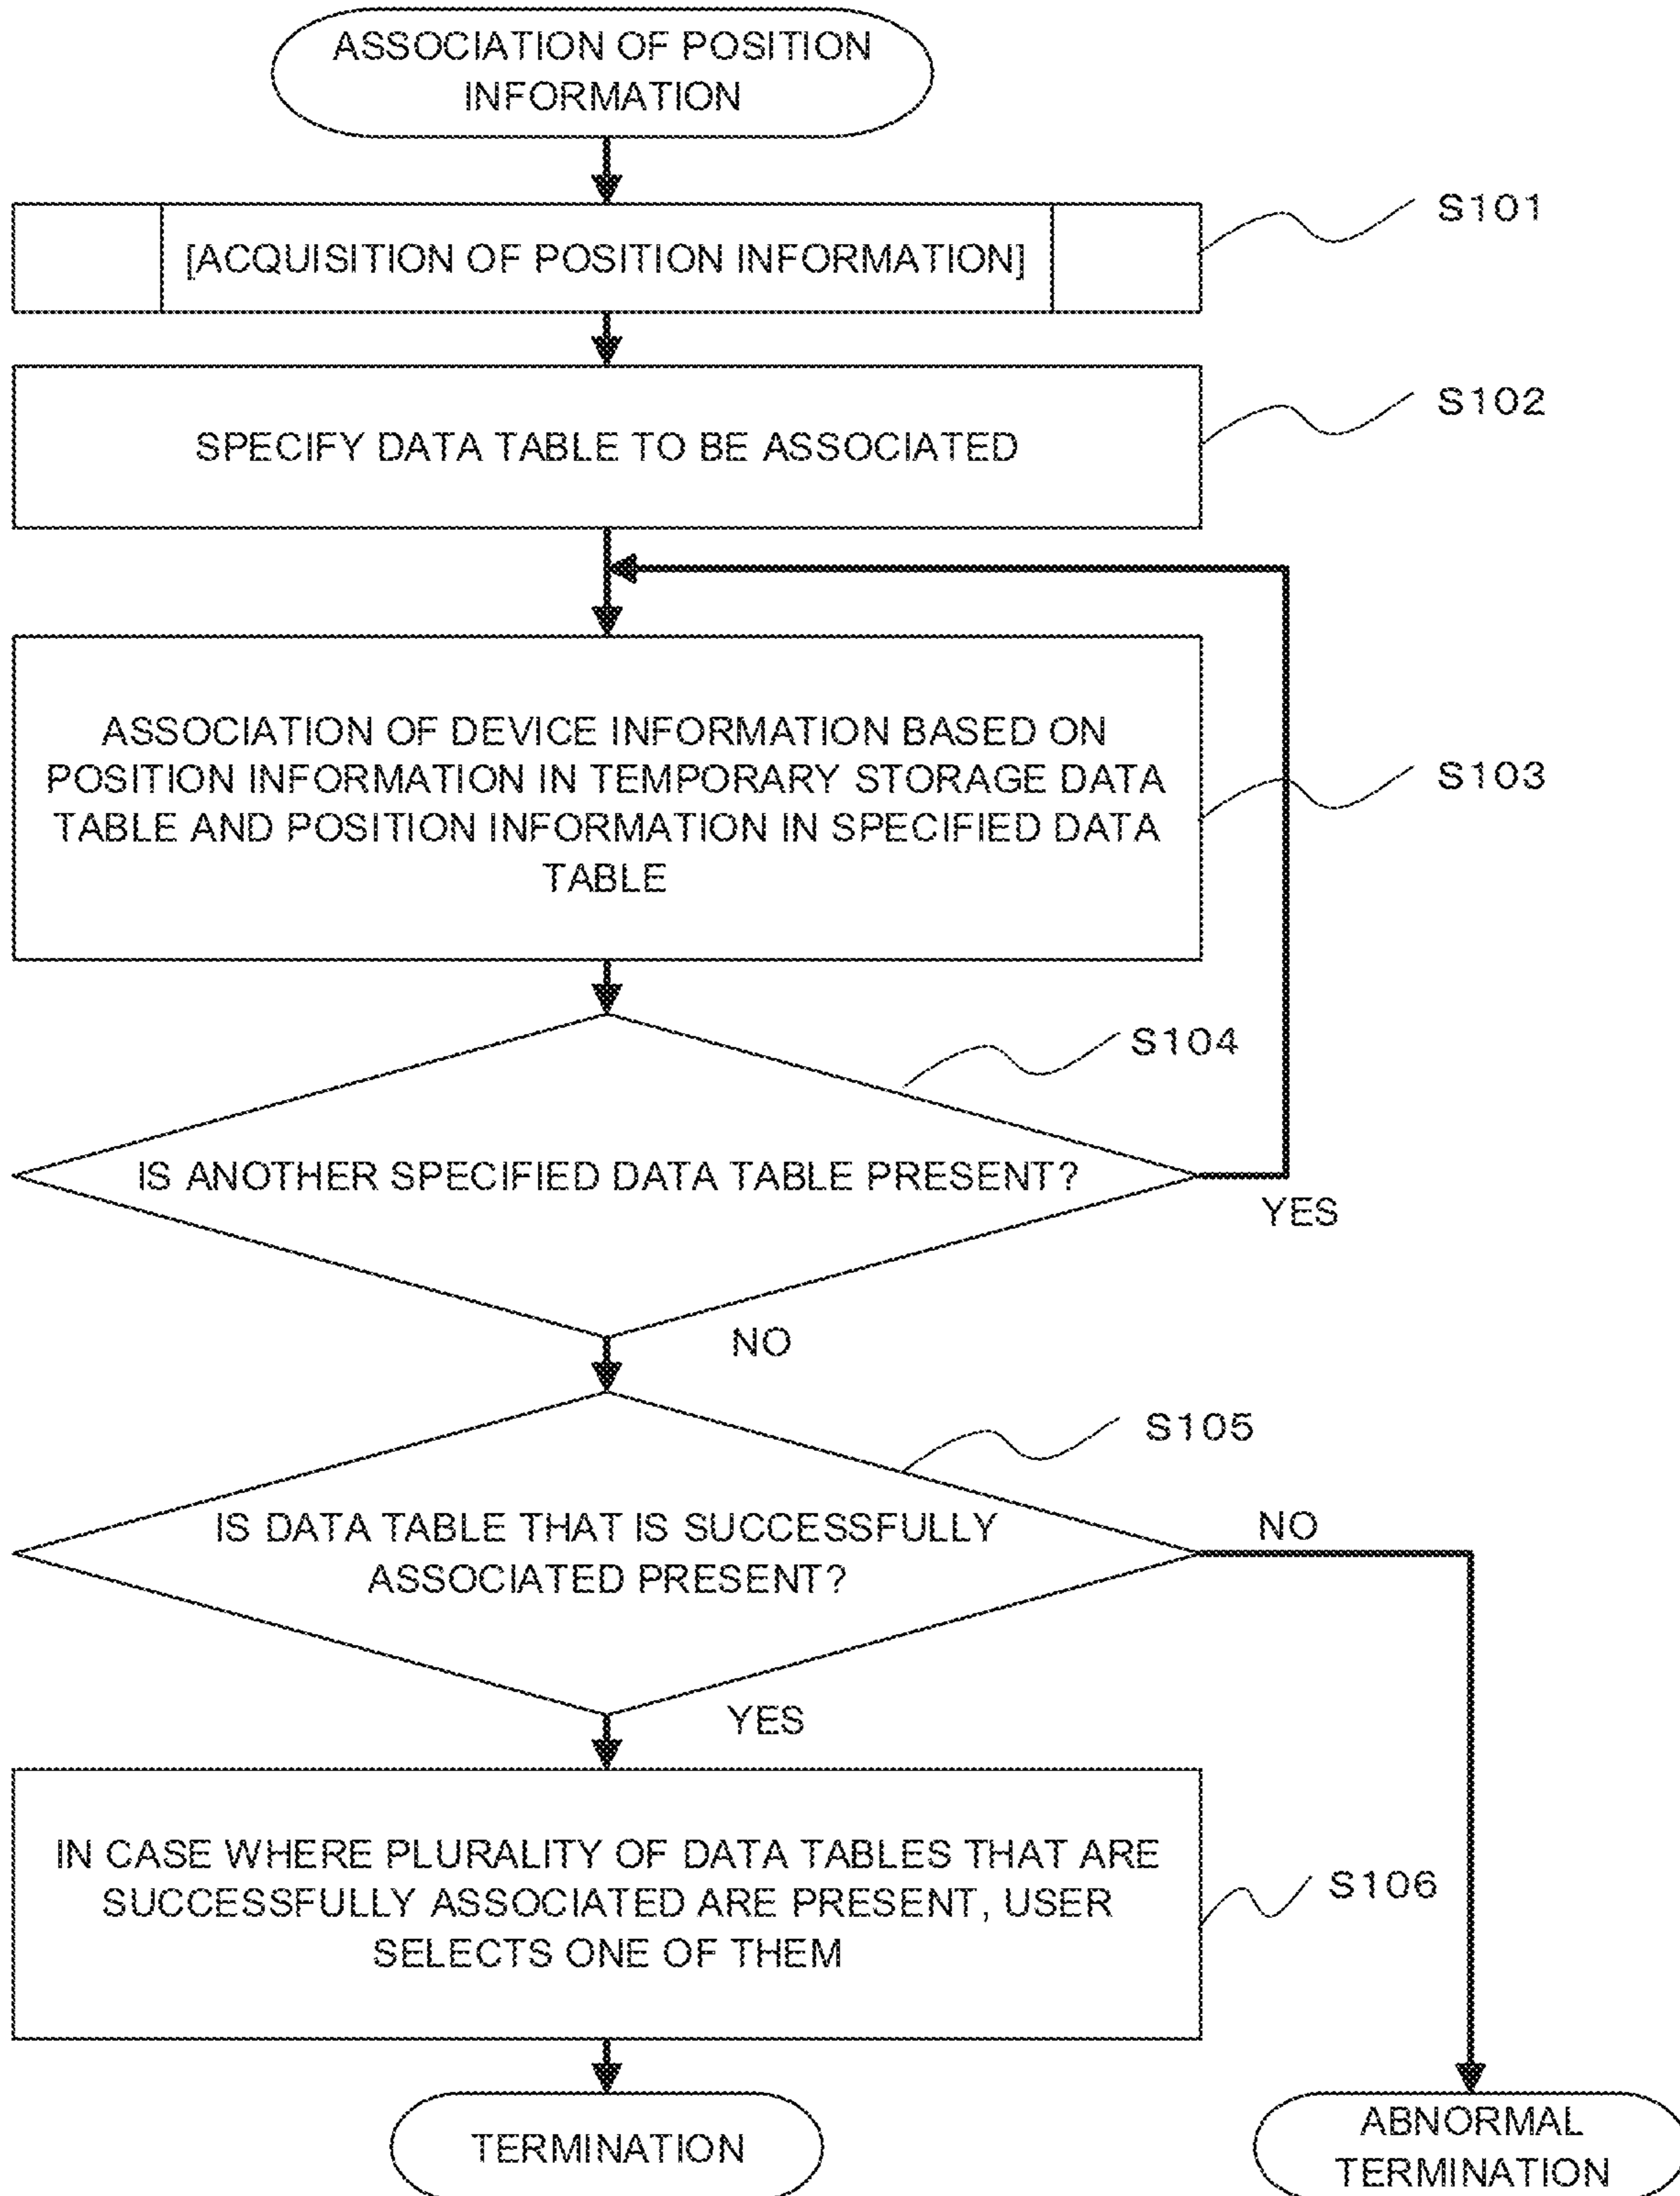 ASSOCIATION OF POSITION
INFORMATION
S101
[ACQUISITION OF POSITION INFORMATION]
S102
SPECIFY DATA TABLE TO BE ASSOCIATED
ASSOCIATION OF DEVICE INFORMATION BASED ON
POSITION INFORMATION IN TEMPORARY STORAGE DATA
TABLE AND POSITION INFORMATION IN SPECIFIED DATA
TABLE
S103
S104
IS ANOTHER SPECIFIED DATA TABLE PRESENT?
YES
NO
S105
IS DATA TABLE THAT IS SUCCESSFULLY
ASSOCIATED PRESENT?
NO
YES
IN CASE WHERE PLURALITY OF DATA TABLES THAT ARE
SUCCESSFULLY ASSOCIATED ARE PRESENT, USER
SELECTS ONE OF THEM
S106
TERMINATION
ABNORMAL
TERMINATION